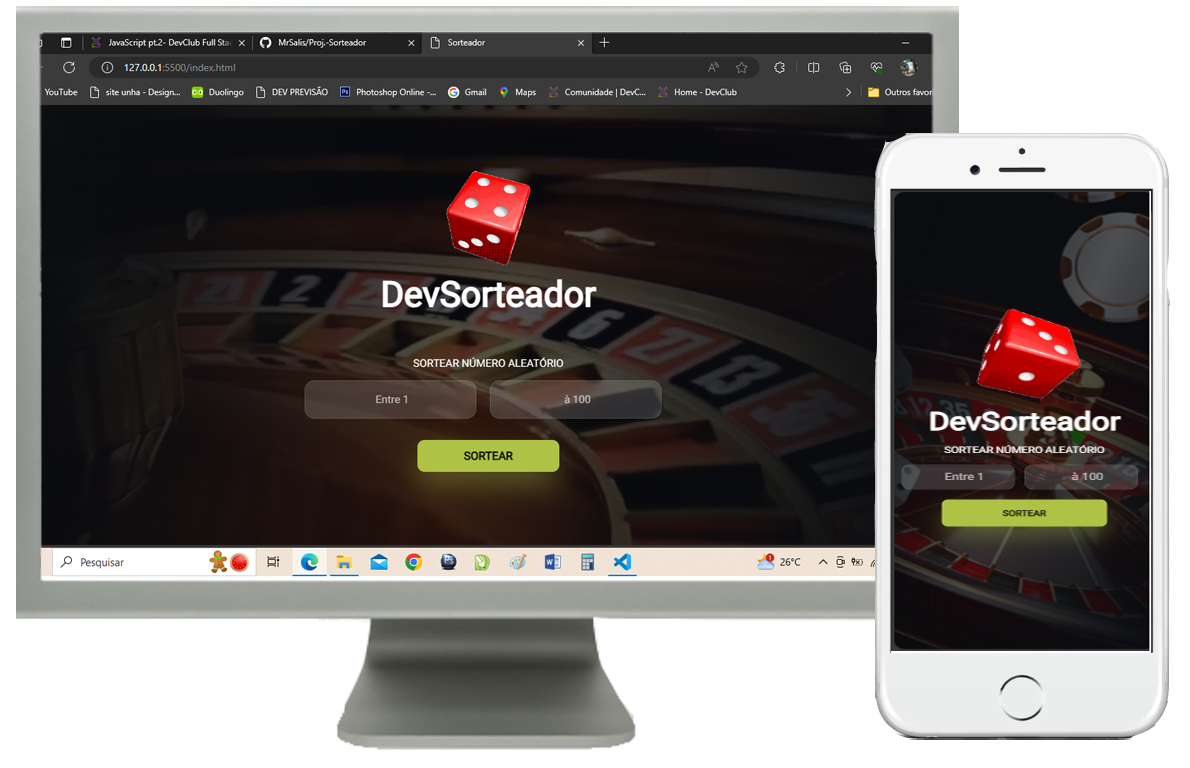 JavaScript pt.2- DevClub Full Sta
MrSalis/Proj.-Sorteador
Sorteador
127.0.0.1:5500/index.html
YouTube
site unha - Design...
Duolingo
DEV PREVISÃO
Photoshop Online -...
Gmail
Maps
Comunidade | DevC...
Home - DevClub
Outros favor
DevSorteador
SORTEAR NÚMERO ALEATÓRIO
Entre 1
à 100
SORTEAR
Pesquisar
26°C
DevSorteador
SORTEAR NÚMERO ALEATÓRIO
Entre 1
à 100
SORTEAR